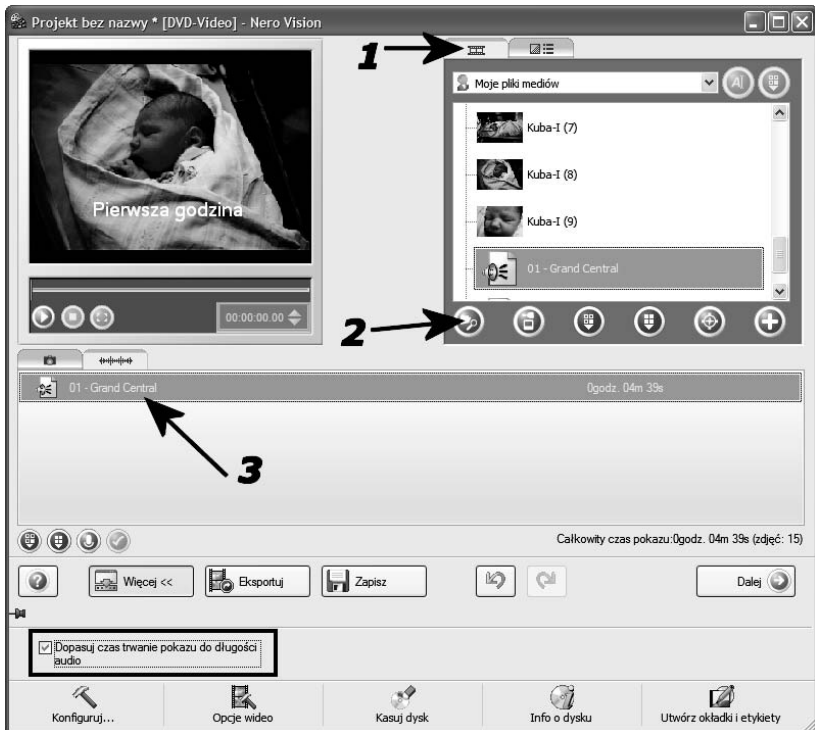 Projekt bez nazwy * [DVD-Video] - Nero Vision
1
Moje pliki mediów
A
Kuba-I (7)
Kuba-I (8)
Pierwsza godzina
Kuba-I (9)
01 - Grand Central
00:00:00.00
2
01 - Grand Central 0godz. 04m 39s
3
Całkowity czas pokazu:0godz. 04m 39s (zdjęć: 15)
?
Więcej <<
Eksportuj
Zapisz
Dalej
Dopasuj czas trwanie pokazu do długości
audio
Konfiguruj...
Opcje wideo
Kasuj dysk
Info o dysku
Utwórz okładki i etykiety